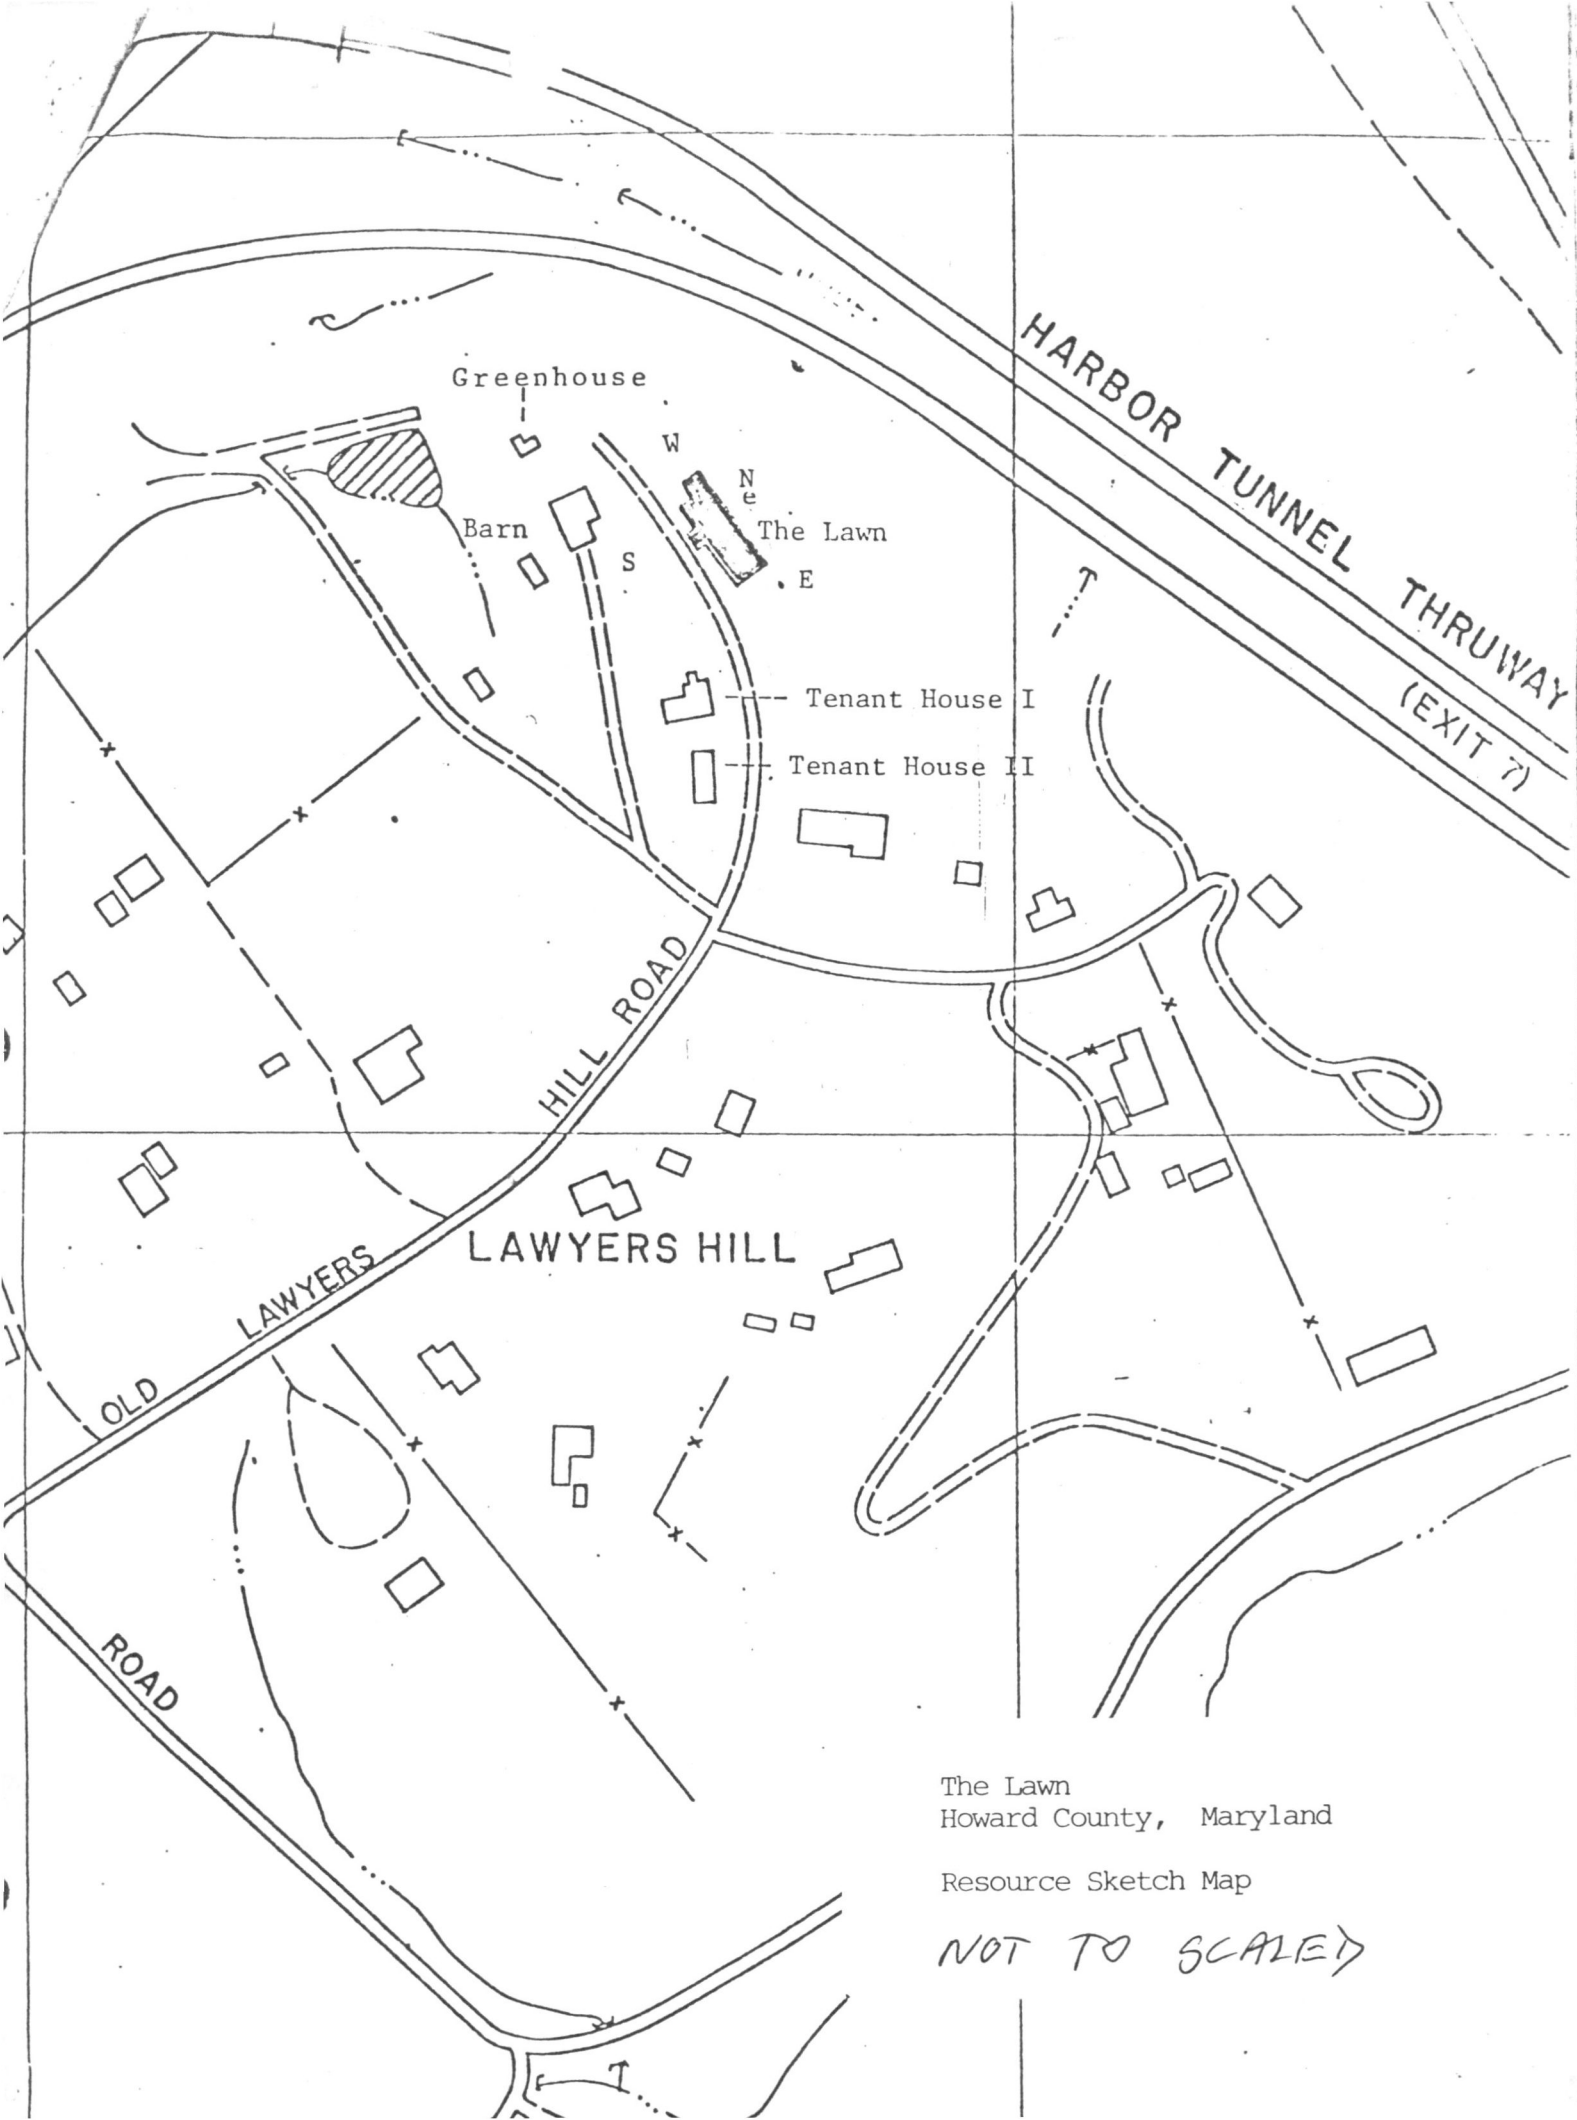 HARBOR TUNNEL THRUWAY
(EXIT 7)
Greenhouse
W
N
e
Barn
The Lawn
S
E
Tenant House I
Tenant House II
HILL ROAD
LAWYERS HILL
LAWYERS
OLD
ROAD
The Lawn
Howard County, Maryland
Resource Sketch Map
NOT TO SCALED